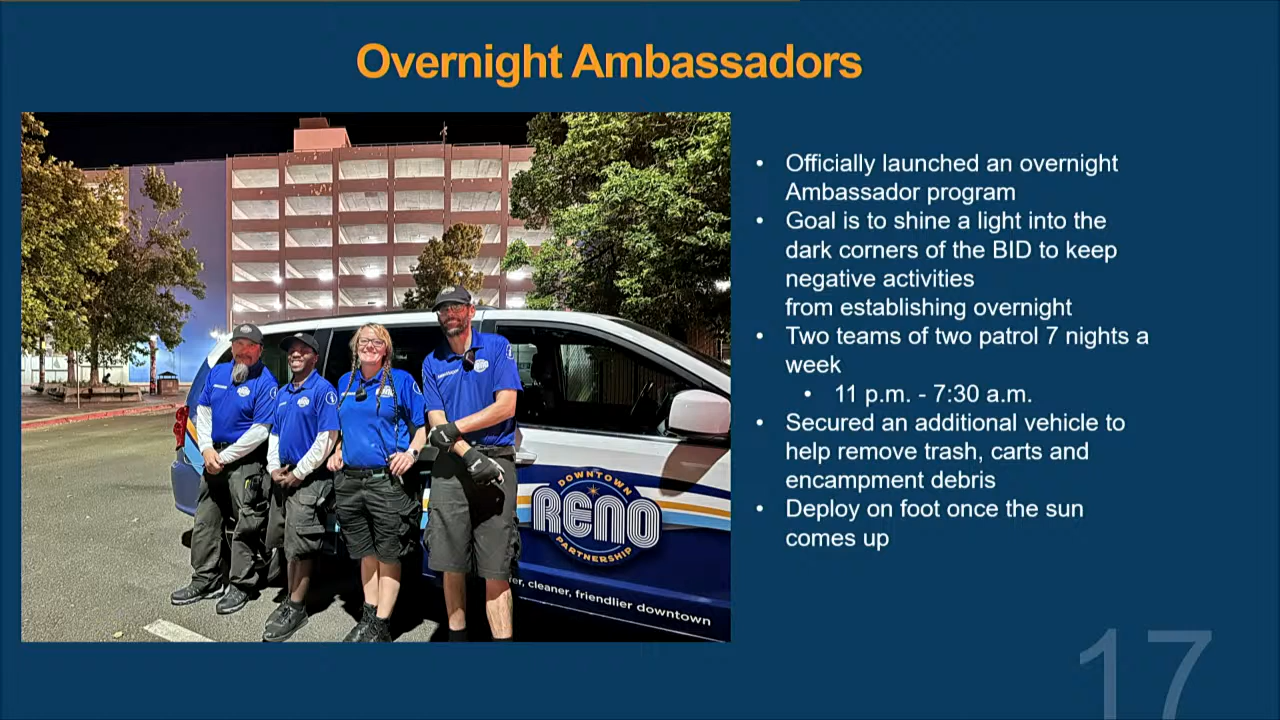 Overnight Ambassadors
• Officially launched an overnight
Ambassador program
• Goal is to shine a light into the
dark corners of the BID to keep
negative activities
from establishing overnight
• Two teams of two patrol 7 nights a
week
• 11 p.m. - 7:30 a.m.
• Secured an additional vehicle to
help remove trash, carts and
encampment debris
• Deploy on foot once the sun
comes up
DOWNTOWN
RENO
PARTNERSHIP
cleaner, friendlier downtown
17